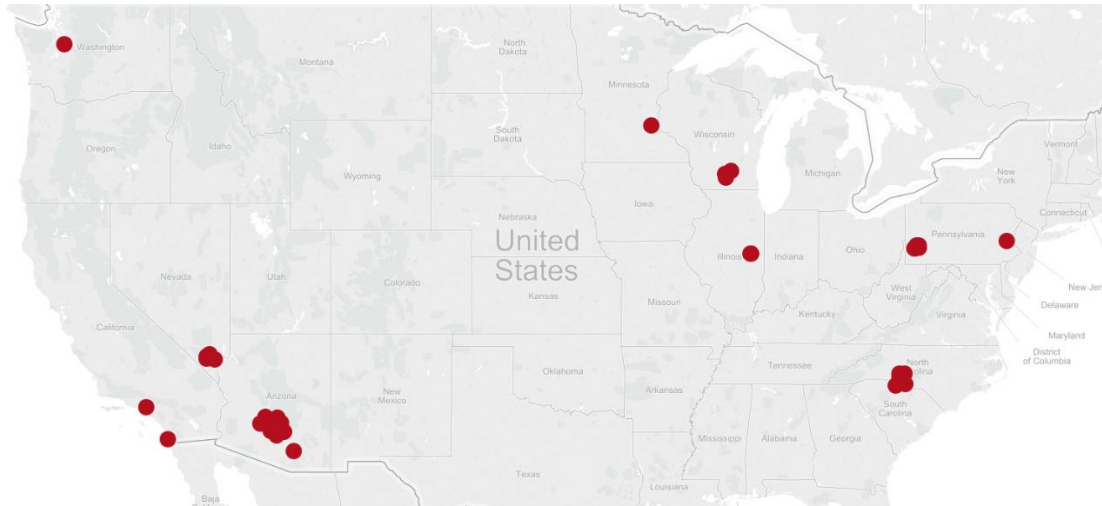 Washington
North
Dakota
Montana
Minnesota
Vermont
Oregon
Idaho
South
Dakota
Wisconsin
Michigan
New
York
Wyoming
Connecticut
Iowa
Nebraska
Pennsylvania
Nevada
Utah
United
States
Illinois
Indiana
Ohio
Colorado
Kansas
Missouri
West
Virginia
New Jer
Delaware
Virginia
Maryland
California
Kentucky
District
of Columbia
Arizona
New
Mexico
Oklahoma
Arkansas
Tennessee
North
South
Carolina
Mississippi
Alabama
Georgia
Texas
Louisiana
Baja